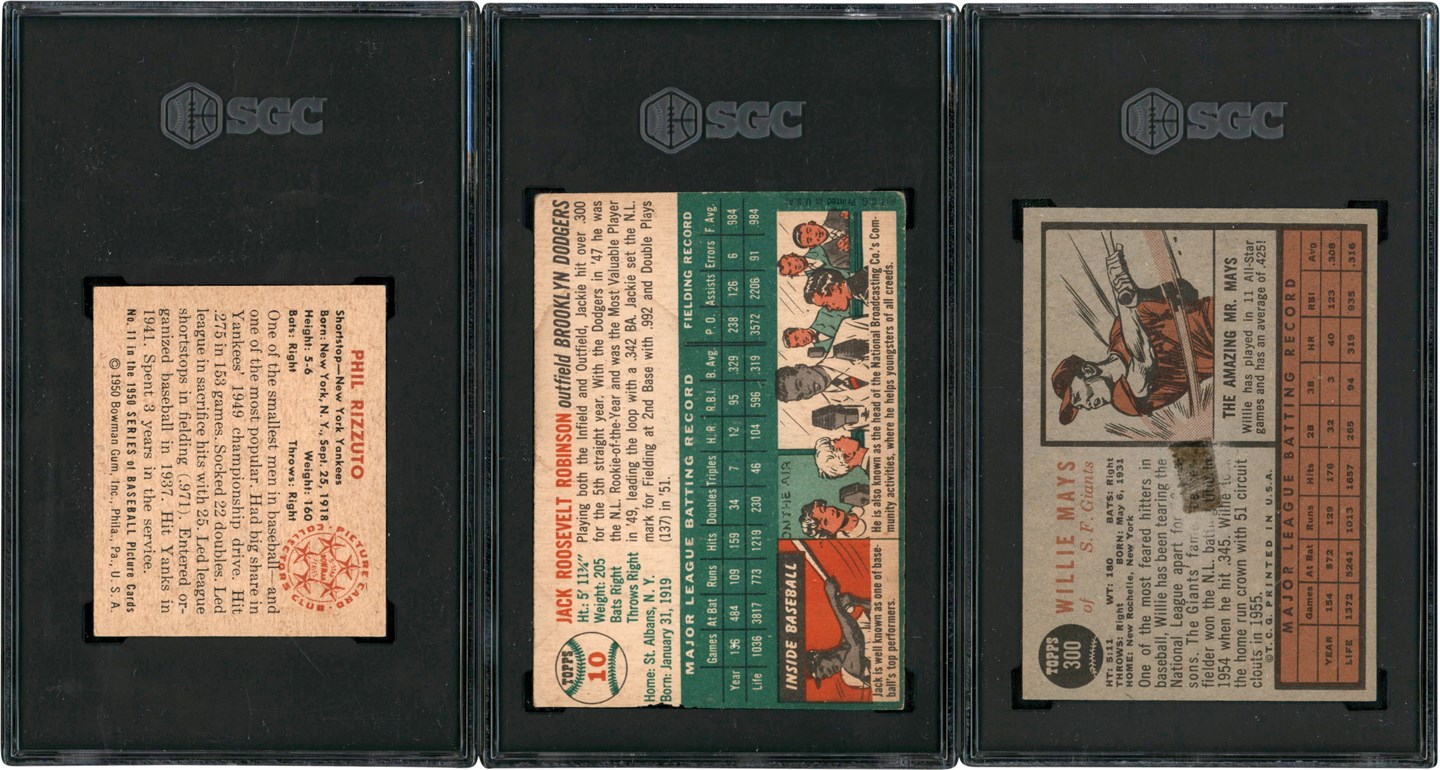 SGC
PHIL RIZZUTO
Shortstop—New York Yankees
Born: New York, N. Y., Sept. 25, 1918
Height: 5-6 Weight: 160
Bats: Right Throws: Right
One of the smallest men in baseball—and
one of the most popular. Had big share in
Yankees' 1949 championship drive. Hit
.275 in 153 games. Socked 22 doubles. Led
league in sacrifice hits with 25. Led league
shortstops in fielding (.971). Entered or-
ganized baseball in 1937. Hit Yanks in
1941. Spent 3 years in the service.
No. 11 in the 1950 SERIES of BASEBALL Picture Cards
© 1950 Bowman Gum, Inc., Phila., Pa., U. S. A.
PICTURE CARD
COLLECTORS CLUB
SGC
TOPPS
10
JACK ROOSEVELT ROBINSON outfield BROOKLYN DODGERS
Ht.: 5' 11¾"
Weight: 205
Bats Right
Throws Right
Home: St. Albans, N. Y.
Born: January 31, 1919
Playing both the Infield and Outfield, Jackie hit over .300
for the 5th straight year. With the Dodgers in '47 he was
the N.L. Rookie-of-the-Year and was the Most Valuable Player
in '49, leading the loop with a .342 BA. Jackie set the N.L.
mark for Fielding at 2nd Base with .992 and Double Plays
(137) in '51.
MAJOR LEAGUE BATTING RECORD FIELDING RECORD
Games At Bat Runs Hits Doubles Triples H.R. R.B.I. B. Avg. P.O. Assists Errors F. Avg.
Year 136 484 109 159 34 7 12 95 .329 238 126 6 .984
Life 1036 3817 773 1219 230 46 104 596 .319 3572 2206 91 .984
INSIDE BASEBALL
Jack is well known as one of base-
ball's top performers.
ON THE AIR
He is also known as the head of the National Broadcasting Co.'s Com-
munity activities, where he helps youngsters of all creeds.
T.C.G. Printed in U.S.A.
SGC
TOPPS
300
WILLIE MAYS
of S. F. Giants
HT: 5:11 WT: 180 BATS: Right
THROWS: Right BORN: May 6, 1931
HOME: New Rochelle, New York
One of the most feared hitters in
baseball, Willie has been tearing the
National League apart for
sons. The Giants
fielder won the N.L.
1954 when he hit .345. Willie
the home run crown with 51 circuit
clouts in 1955.
©T.C.G. PRINTED IN U.S.A.
THE AMAZING MR. MAYS
Willie has played in 11 All-Star
games and has an average of .425!
MAJOR LEAGUE BATTING RECORD
Games At Bat Runs Hits 2B 3B HR RBI Avg.
YEAR 154 572 129 176 32 3 40 123 .308
LIFE 1372 5241 1013 1657 265 94 319 935 .316